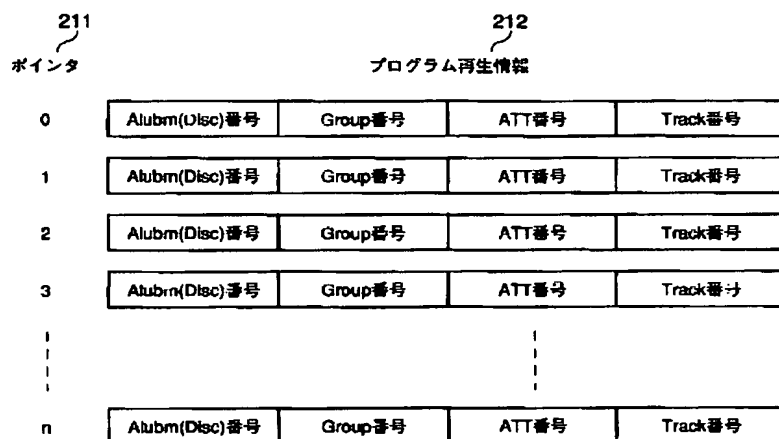 211 212
ポインタ プログラム再生情報
0 Alubm(Disc)番号 Group番号 ATT番号 Track番号
1 Alubm(Disc)番号 Group番号 ATT番号 Track番号
2 Alubm(Disc)番号 Group番号 ATT番号 Track番号
3 Alubm(Disc)番号 Group番号 ATT番号 Track番号
n Alubm(Disc)番号 Group番号 ATT番号 Track番号